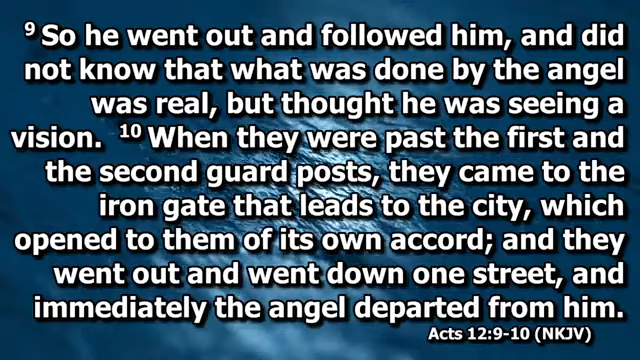 9 So he went out and followed him, and did
not know that what was done by the angel
was real, but thought he was seeing a
vision. 10 When they were past the first and
the second guard posts, they came to the
iron gate that leads to the city, which
opened to them of its own accord; and they
went out and went down one street, and
immediately the angel departed from him.
Acts 12:9-10 (NKJV)